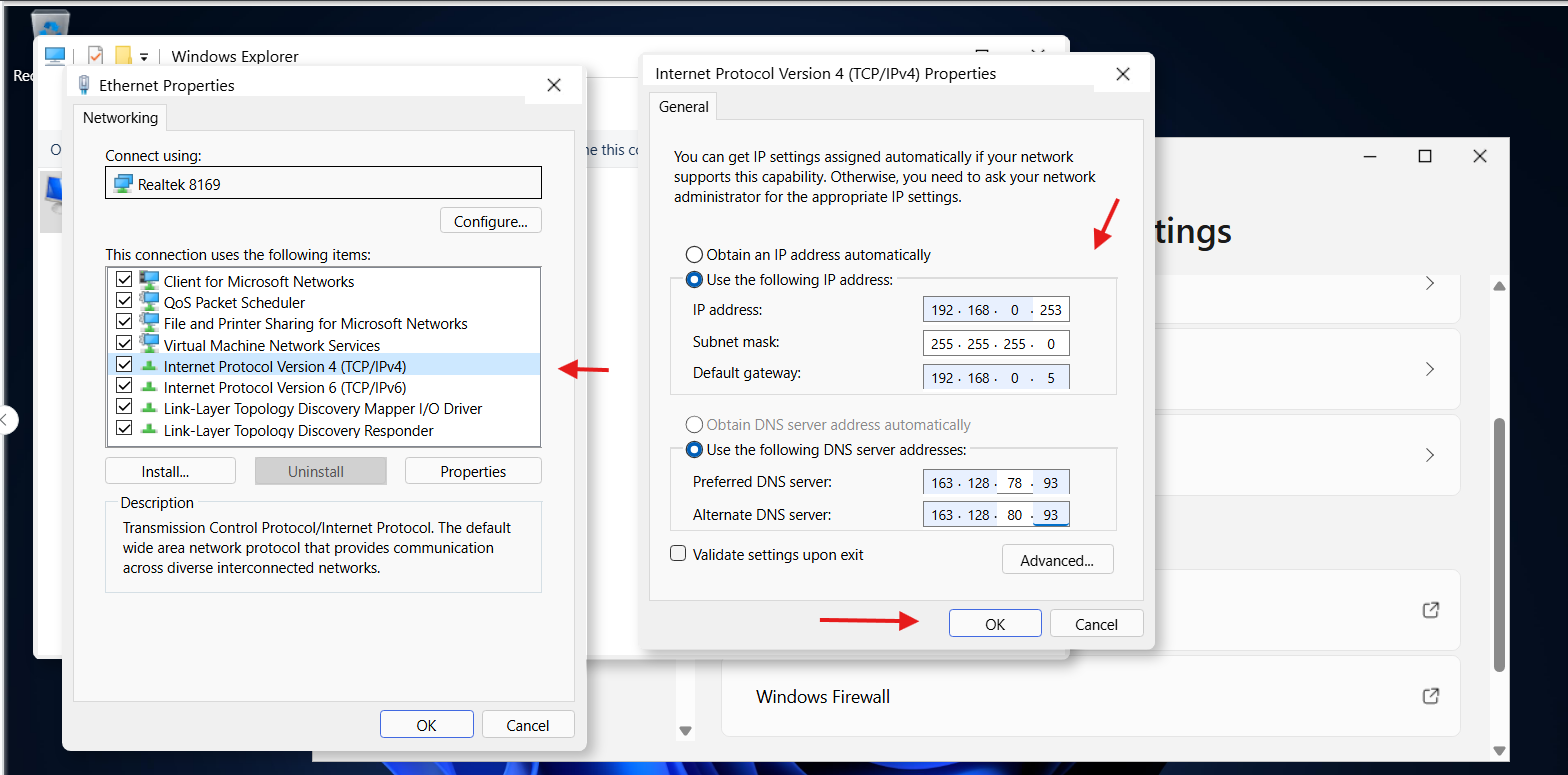 Windows Explorer
Ethernet Properties
Networking
Connect using:
Realtek 8169
Configure...
This connection uses the following items:
Client for Microsoft Networks
QoS Packet Scheduler
File and Printer Sharing for Microsoft Networks
Virtual Machine Network Services
Internet Protocol Version 4 (TCP/IPv4)
Internet Protocol Version 6 (TCP/IPv6)
Link-Layer Topology Discovery Mapper I/O Driver
Link-Layer Topology Discovery Responder
Install...
Uninstall
Properties
Description
Transmission Control Protocol/Internet Protocol. The default
wide area network protocol that provides communication
across diverse interconnected networks.
OK
Cancel
Internet Protocol Version 4 (TCP/IPv4) Properties
General
You can get IP settings assigned automatically if your network
supports this capability. Otherwise, you need to ask your network
administrator for the appropriate IP settings.
Obtain an IP address automatically
Use the following IP address:
IP address: 192 . 168 . 0 . 253
Subnet mask: 255 . 255 . 255 . 0
Default gateway: 192 . 168 . 0 . 5
Obtain DNS server address automatically
Use the following DNS server addresses:
Preferred DNS server: 163 . 128 . 78 . 93
Alternate DNS server: 163 . 128 . 80 . 93
Validate settings upon exit
Advanced...
OK
Cancel
this
tings
Windows Firewall